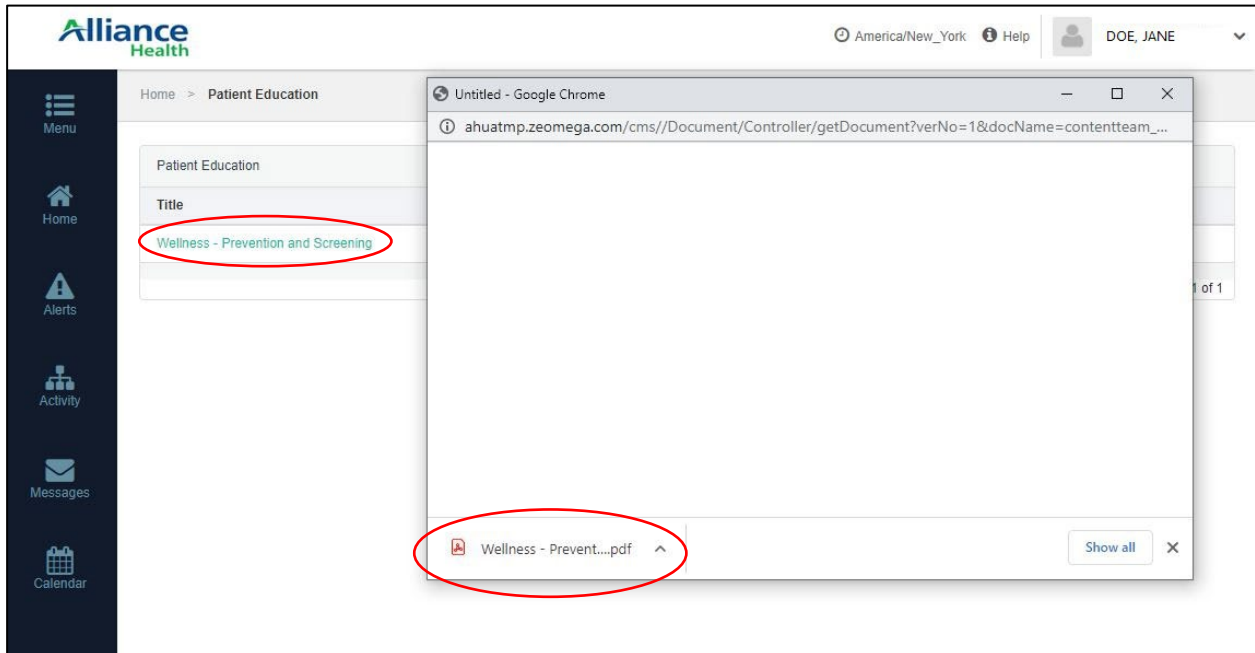 Alliance
Health
America/New_York Help DOE, JANE
Menu
Home
Alerts
Activity
Messages
Calendar
Home > Patient Education
Patient Education
Title
Wellness - Prevention and Screening
1 of 1
Untitled - Google Chrome
ahuatmp.zeomega.com/cms//Document/Controller/getDocument?verNo=1&docName=contentteam_...
Wellness - Prevent....pdf
Show all